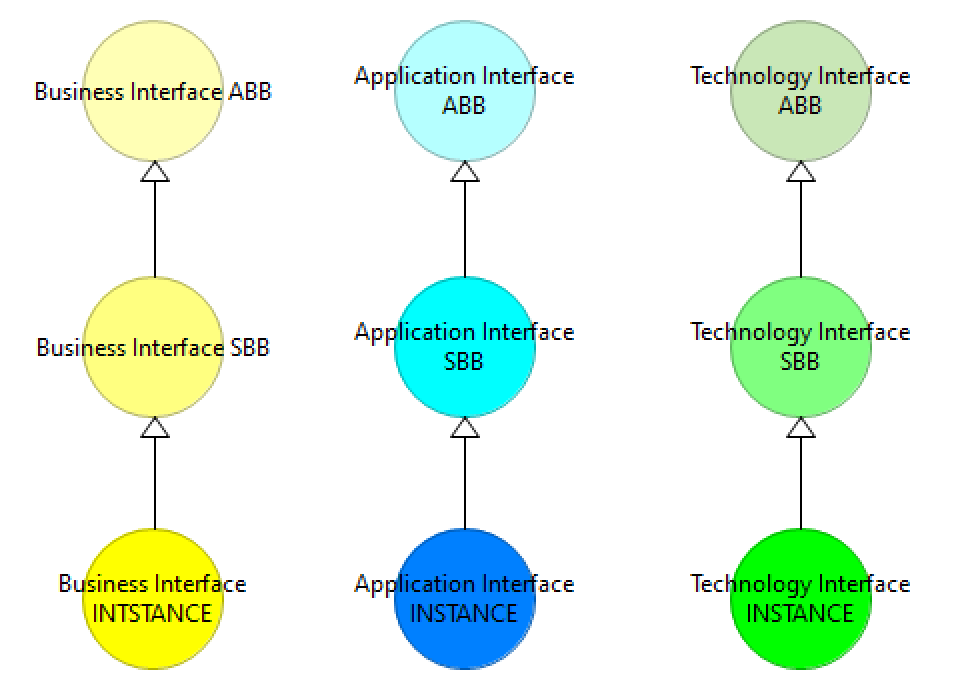 Business Interface ABB
Application Interface
ABB
Technology Interface
ABB
Business Interface SBB
Application Interface
SBB
Technology Interface
SBB
Business Interface
INTSTANCE
Application Interface
INSTANCE
Technology Interface
INSTANCE